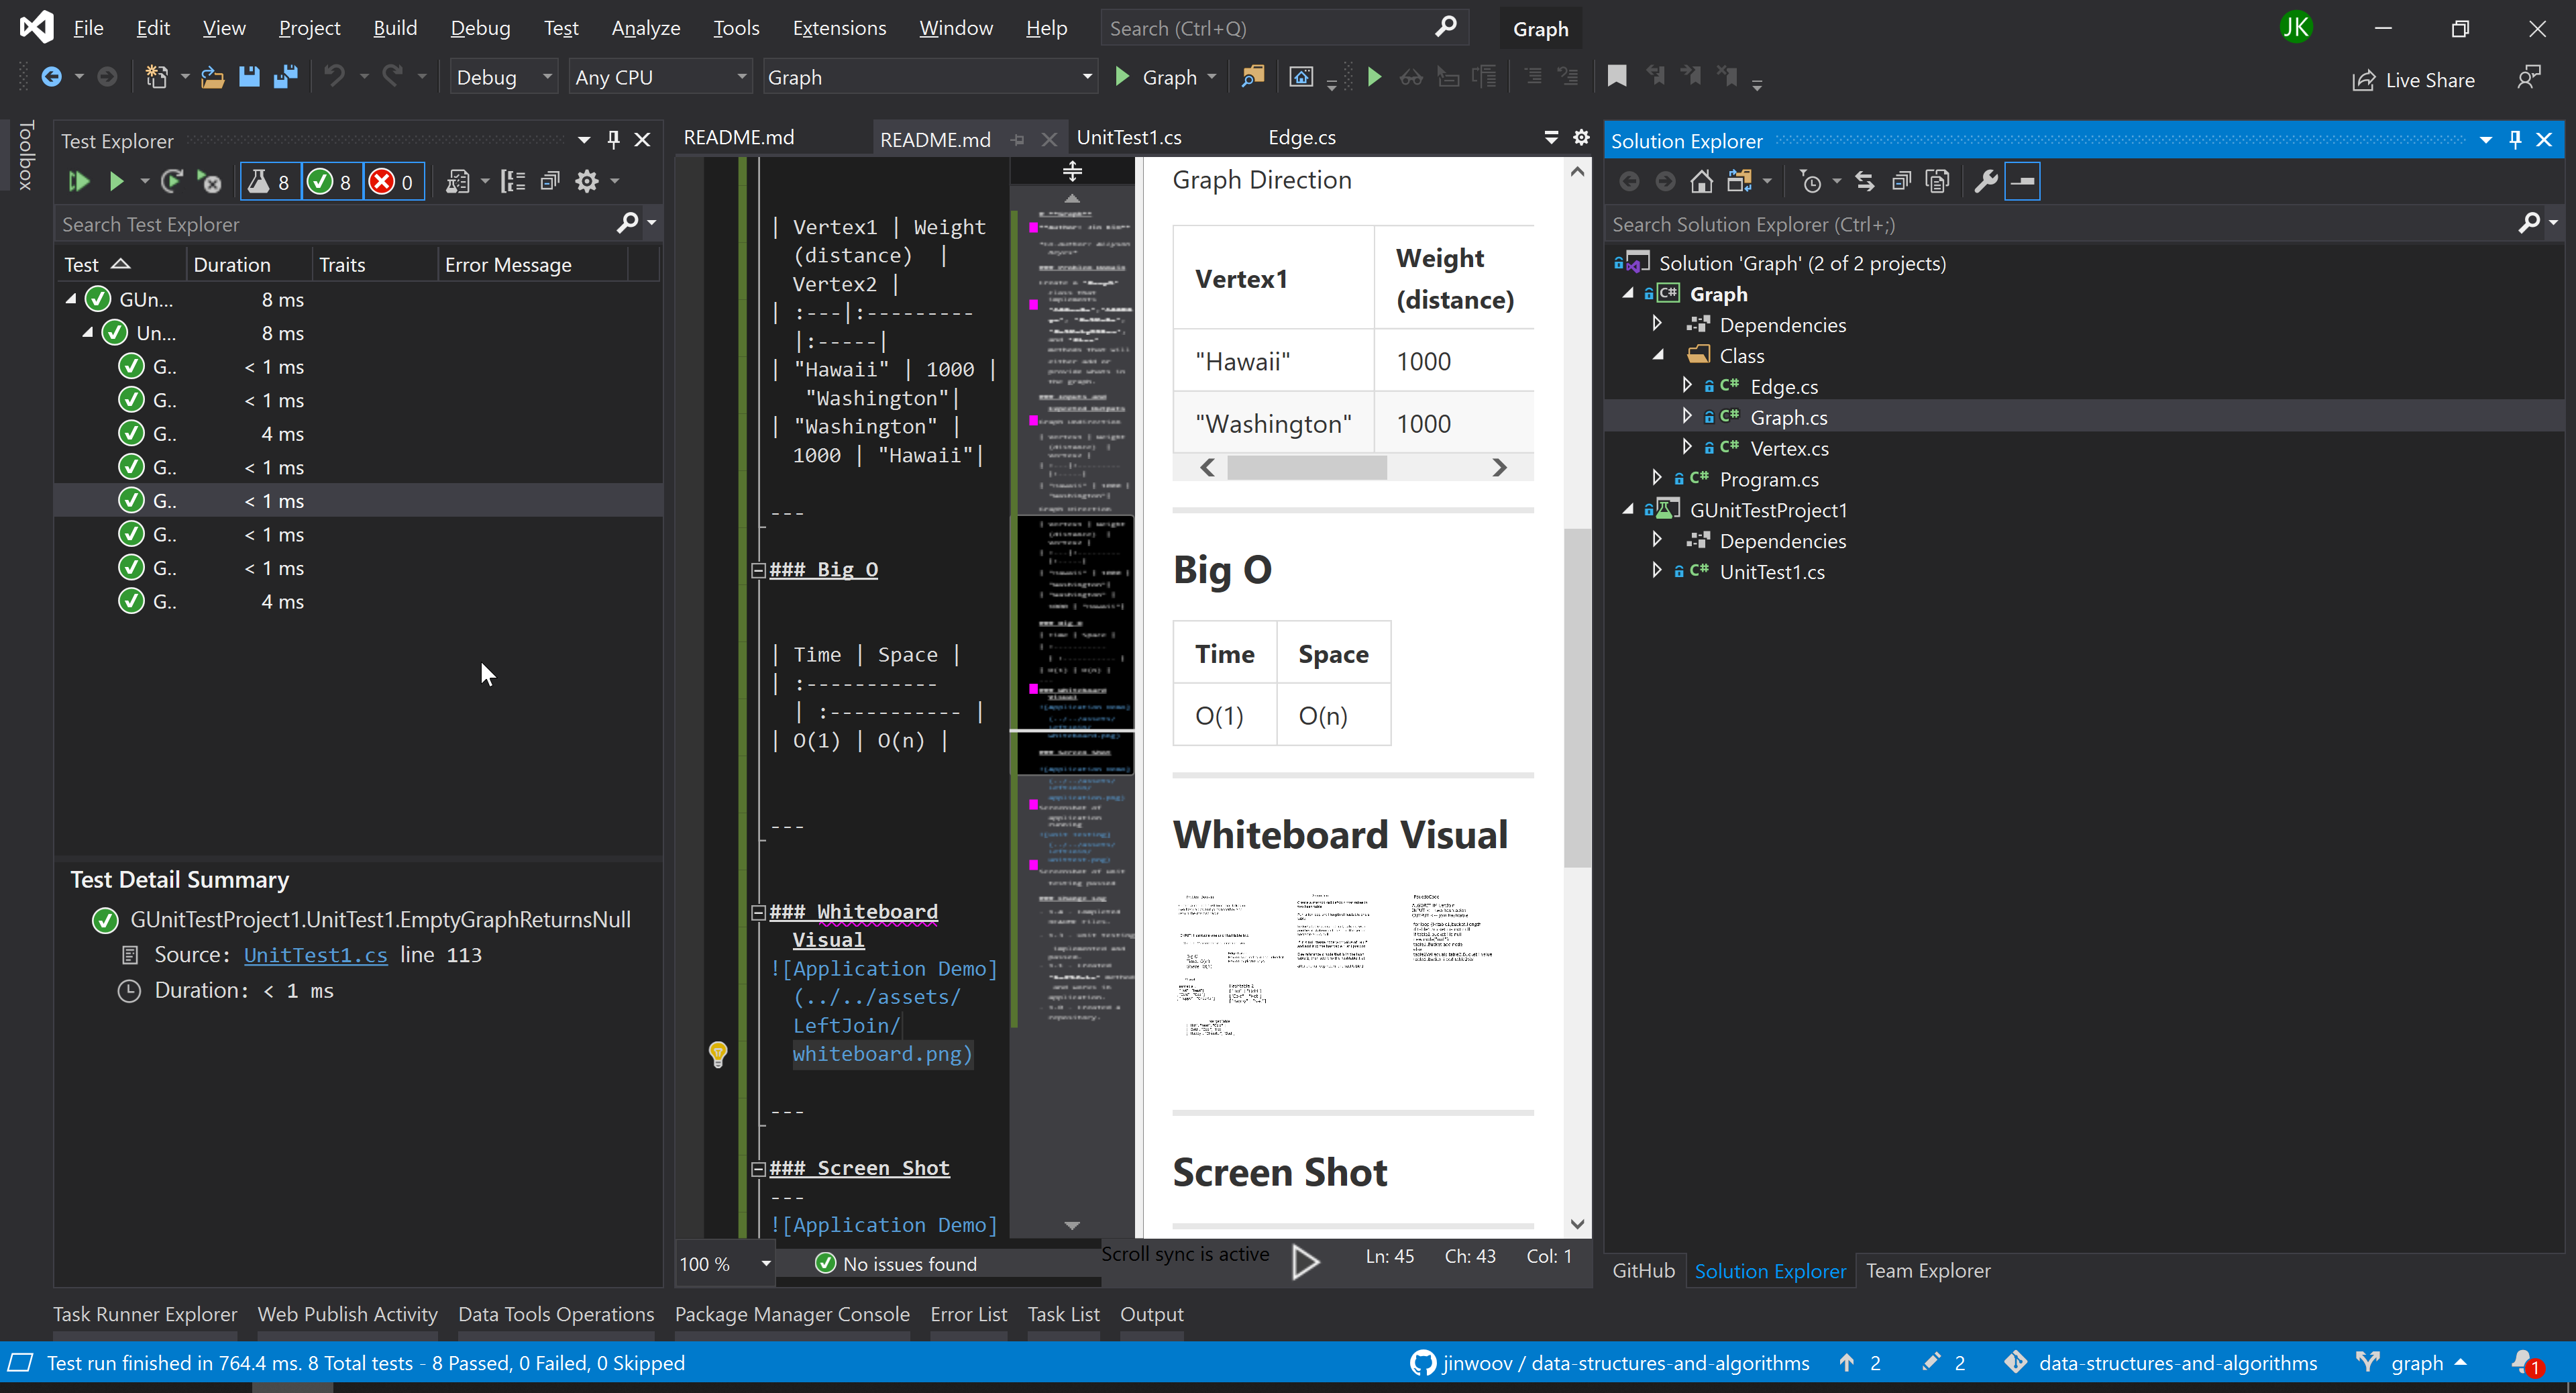 File Edit View Project Build Debug Test Analyze Tools Extensions Window Help Search (Ctrl+Q) Graph JK
Debug Any CPU Graph Graph Live Share
Toolbox
Test Explorer
8 8 0
Search Test Explorer
Test Duration Traits Error Message
GUn... 8 ms
Un... 8 ms
G.. < 1 ms
G.. < 1 ms
G.. 4 ms
G.. < 1 ms
G.. < 1 ms
G.. < 1 ms
G.. < 1 ms
G.. 4 ms
Test Detail Summary
GUnitTestProject1.UnitTest1.EmptyGraphReturnsNull
Source: UnitTest1.cs line 113
Duration: < 1 ms
README.md README.md UnitTest1.cs Edge.cs
| Vertex1 | Weight
(distance) |
Vertex2 |
| :---|:---------
|:-----|
| "Hawaii" | 1000 |
"Washington"|
| "Washington" |
1000 | "Hawaii"|
---
### Big O
| Time | Space |
| :-----------
| :----------- |
| O(1) | O(n) |
---
### Whiteboard
Visual
![Application Demo]
(../../assets/
LeftJoin/
whiteboard.png)
---
### Screen Shot
---
![Application Demo]
Graph Direction
Vertex1 Weight
(distance)
"Hawaii" 1000
"Washington" 1000
Big O
Time Space
O(1) O(n)
Whiteboard Visual
Screen Shot
100 % No issues found Scroll sync is active Ln: 45 Ch: 43 Col: 1
Solution Explorer
Search Solution Explorer (Ctrl+;)
Solution 'Graph' (2 of 2 projects)
C# Graph
Dependencies
Class
C# Edge.cs
C# Graph.cs
C# Vertex.cs
C# Program.cs
GUnitTestProject1
Dependencies
C# UnitTest1.cs
GitHub Solution Explorer Team Explorer
Task Runner Explorer Web Publish Activity Data Tools Operations Package Manager Console Error List Task List Output
Test run finished in 764.4 ms. 8 Total tests - 8 Passed, 0 Failed, 0 Skipped
jinwoov / data-structures-and-algorithms 2 2 data-structures-and-algorithms graph 1